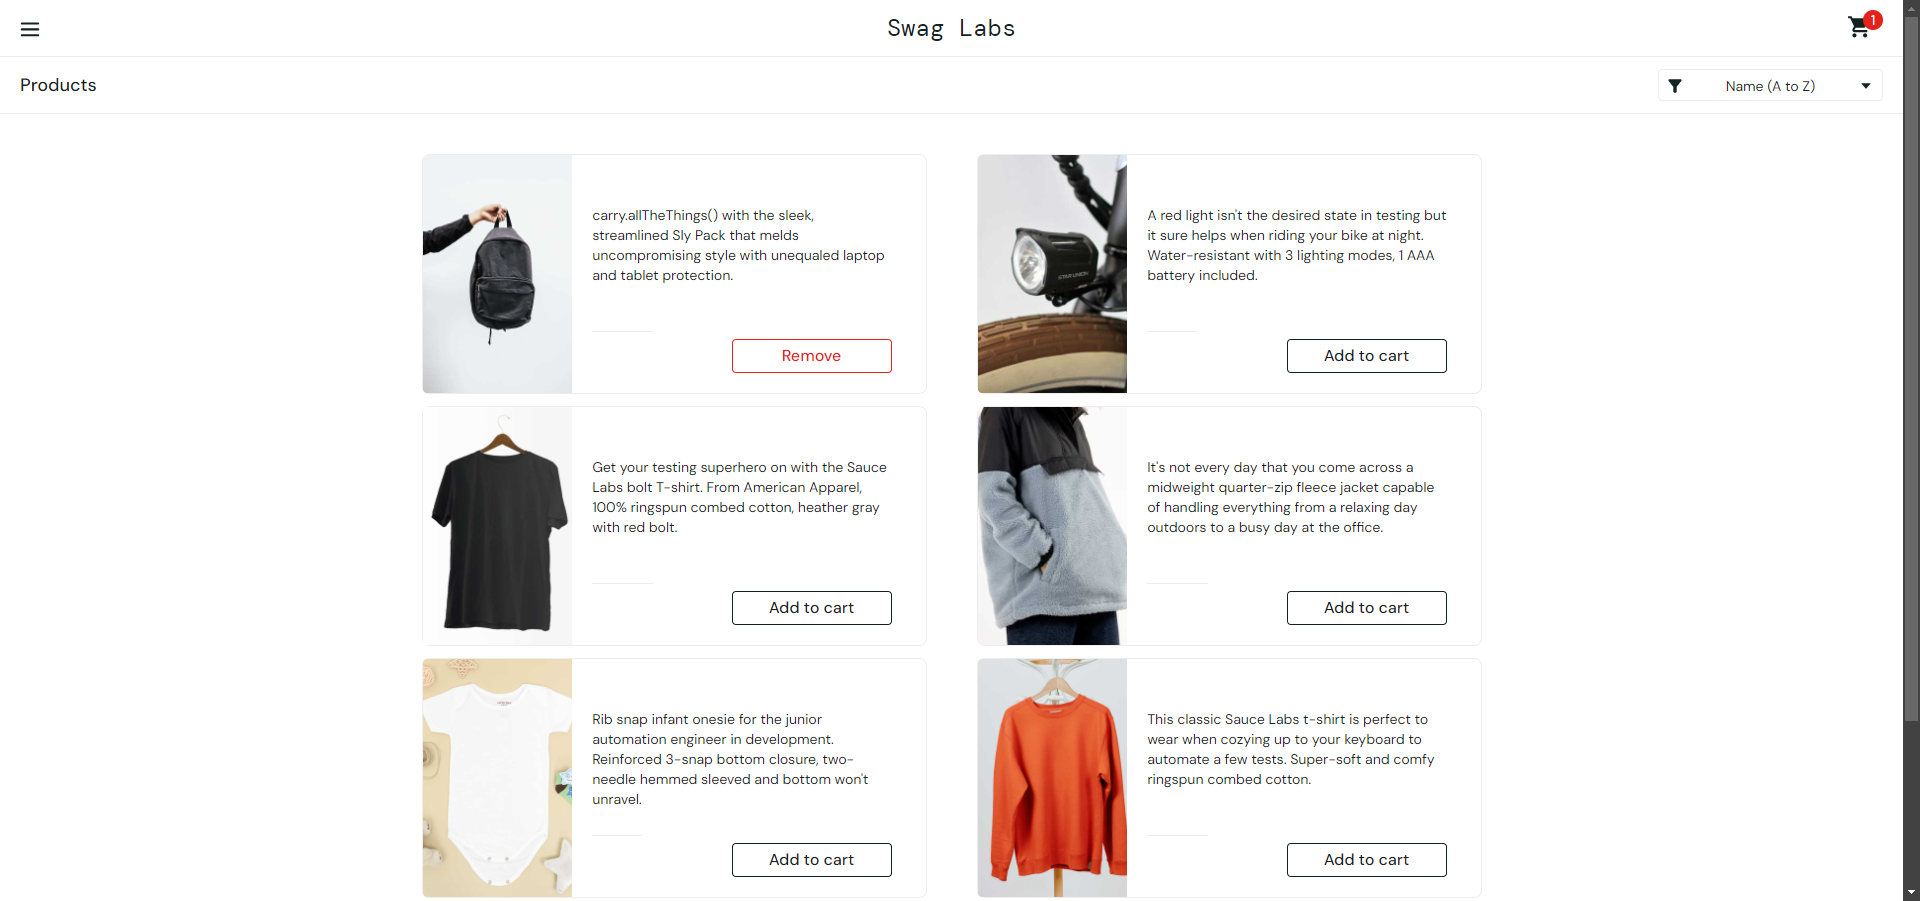 Swag Labs
1
Products
Name (A to Z)
carry.allTheThings() with the sleek,
streamlined Sly Pack that melds
uncompromising style with unequaled laptop
and tablet protection.
Remove
A red light isn't the desired state in testing but
it sure helps when riding your bike at night.
Water-resistant with 3 lighting modes, 1 AAA
battery included.
STAR UNION
Add to cart
Get your testing superhero on with the Sauce
Labs bolt T-shirt. From American Apparel,
100% ringspun combed cotton, heather gray
with red bolt.
Add to cart
It's not every day that you come across a
midweight quarter-zip fleece jacket capable
of handling everything from a relaxing day
outdoors to a busy day at the office.
Add to cart
Rib snap infant onesie for the junior
automation engineer in development.
Reinforced 3-snap bottom closure, two-
needle hemmed sleeved and bottom won't
unravel.
Add to cart
This classic Sauce Labs t-shirt is perfect to
wear when cozying up to your keyboard to
automate a few tests. Super-soft and comfy
ringspun combed cotton.
Add to cart